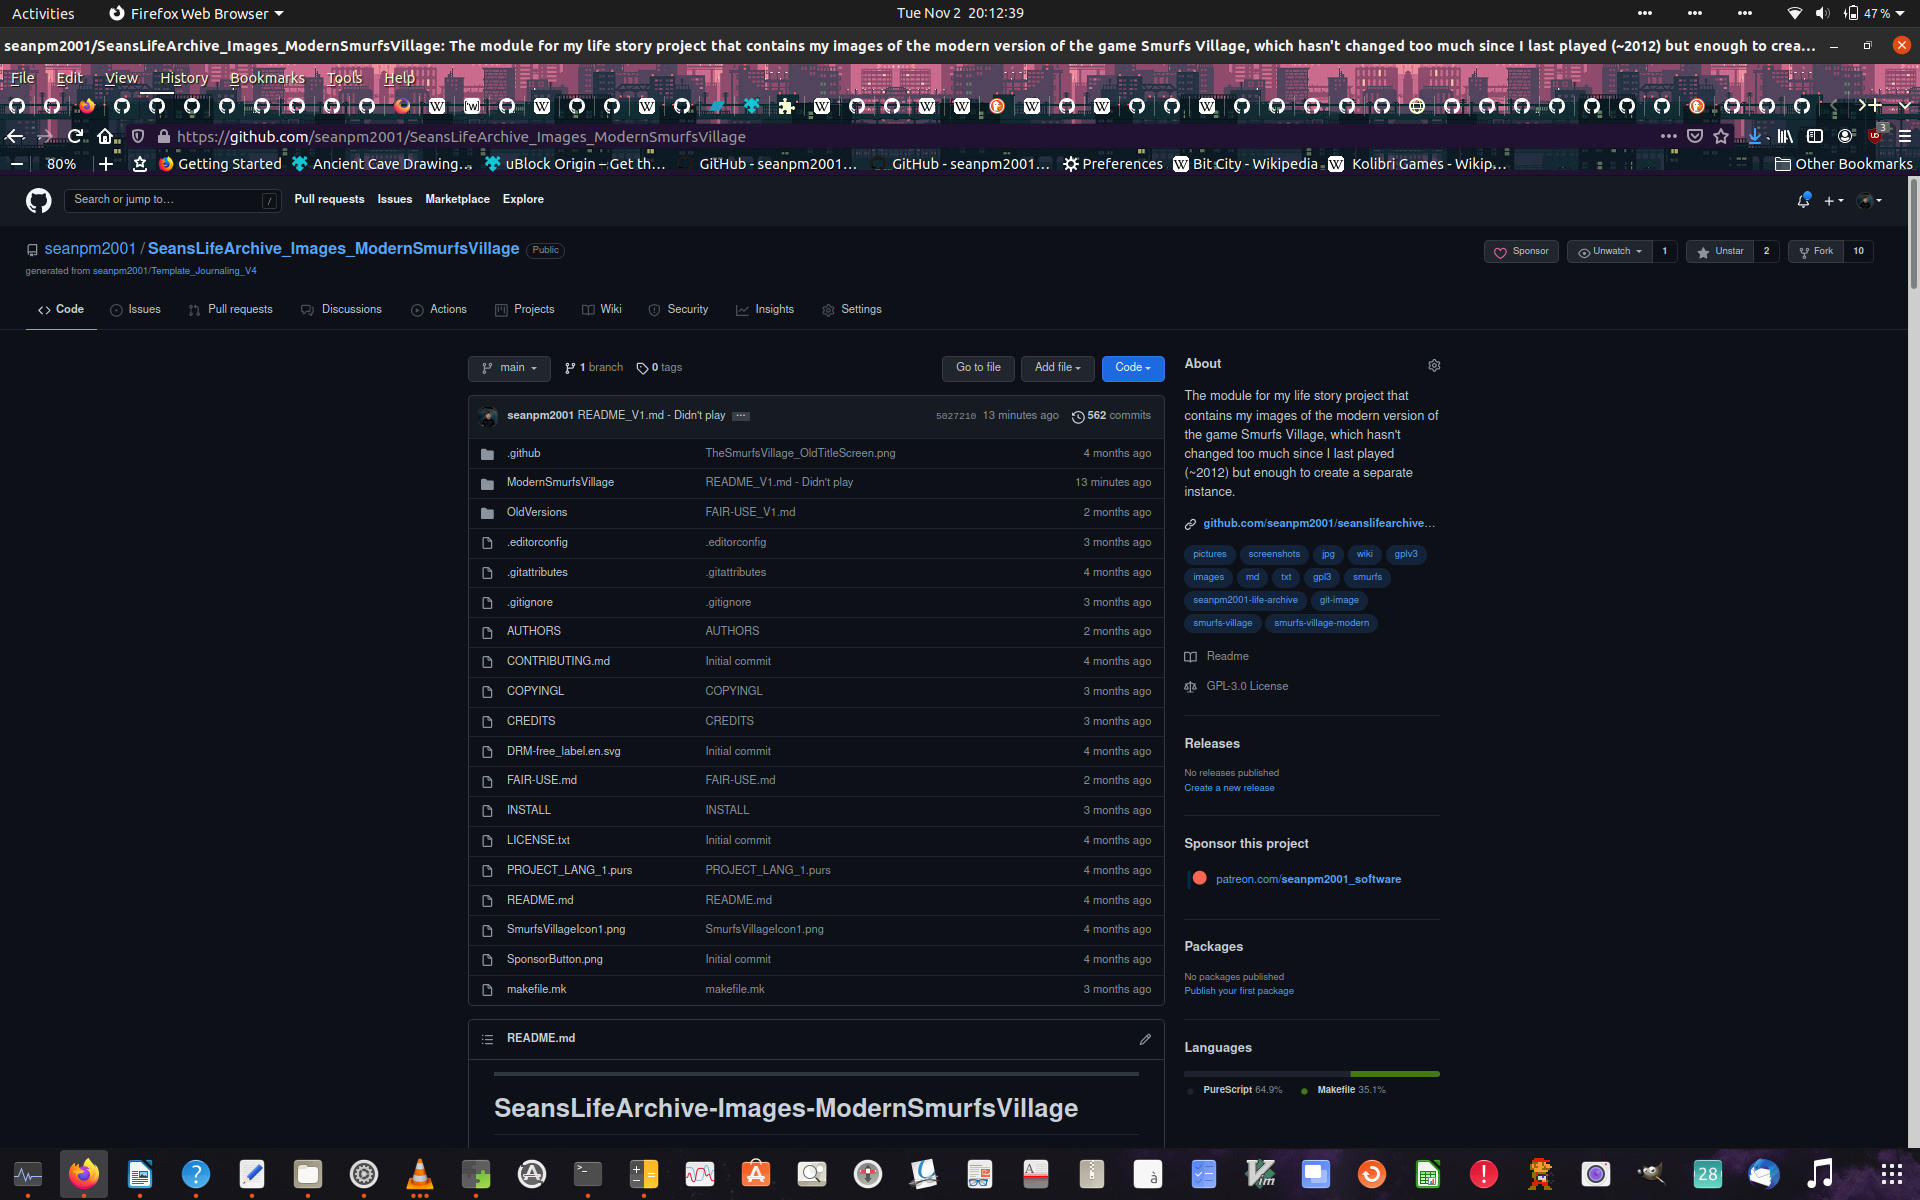 Activities Firefox Web Browser Tue Nov 2 20:12:39 47 %
seanpm2001/SeansLifeArchive_Images_ModernSmurfsVillage: The module for my life story project that contains my images of the modern version of the game Smurfs Village, which hasn't changed too much since I last played (~2012) but enough to crea...
File Edit View History Bookmarks Tools Help
https://github.com/seanpm2001/SeansLifeArchive_Images_ModernSmurfsVillage 3
80% Getting Started Ancient Cave Drawing... uBlock Origin – Get th... GitHub - seanpm2001... GitHub - seanpm2001... Preferences Bit City - Wikipedia Kolibri Games - Wikip... Other Bookmarks
Search or jump to... / Pull requests Issues Marketplace Explore
seanpm2001 / SeansLifeArchive_Images_ModernSmurfsVillage Public
Sponsor Unwatch 1 Unstar 2 Fork 10
generated from seanpm2001/Template_Journaling_V4
Code Issues Pull requests Discussions Actions Projects Wiki Security Insights Settings
main 1 branch 0 tags Go to file Add file Code
seanpm2001 README_V1.md - Didn't play ... 5027210 13 minutes ago 562 commits
.github TheSmurfsVillage_OldTitleScreen.png 4 months ago
ModernSmurfsVillage README_V1.md - Didn't play 13 minutes ago
OldVersions FAIR-USE_V1.md 2 months ago
.editorconfig .editorconfig 3 months ago
.gitattributes .gitattributes 4 months ago
.gitignore .gitignore 3 months ago
AUTHORS AUTHORS 2 months ago
CONTRIBUTING.md Initial commit 4 months ago
COPYINGL COPYINGL 3 months ago
CREDITS CREDITS 3 months ago
DRM-free_label.en.svg Initial commit 4 months ago
FAIR-USE.md FAIR-USE.md 2 months ago
INSTALL INSTALL 3 months ago
LICENSE.txt Initial commit 4 months ago
PROJECT_LANG_1.purs PROJECT_LANG_1.purs 4 months ago
README.md README.md 4 months ago
SmurfsVillageIcon1.png SmurfsVillageIcon1.png 4 months ago
SponsorButton.png Initial commit 4 months ago
makefile.mk makefile.mk 3 months ago
README.md
SeansLifeArchive-Images-ModernSmurfsVillage
About
The module for my life story project that
contains my images of the modern version of
the game Smurfs Village, which hasn't
changed too much since I last played
(~2012) but enough to create a separate
instance.
github.com/seanpm2001/seanslifearchive...
pictures screenshots jpg wiki gplv3
images md txt gpl3 smurfs
seanpm2001-life-archive git-image
smurfs-village smurfs-village-modern
Readme
GPL-3.0 License
Releases
No releases published
Create a new release
Sponsor this project
patreon.com/seanpm2001_software
Packages
No packages published
Publish your first package
Languages
PureScript 64.9% Makefile 35.1%
28